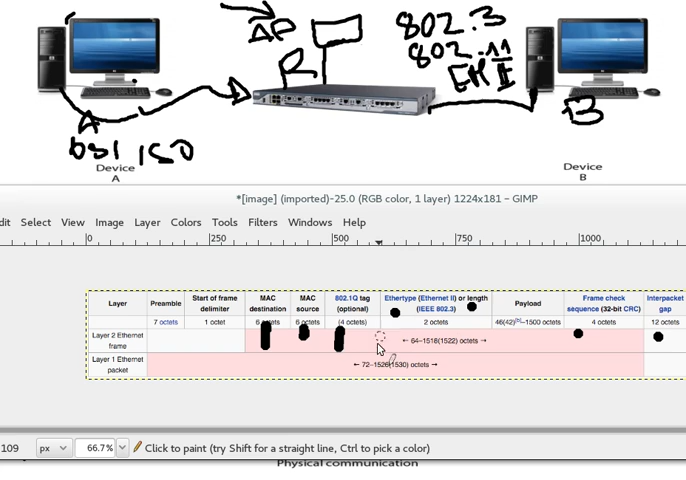 802.3
AP
802.11
R
Eth II
A
B
OSI ISO
Device
A
Device
B
*[image] (imported)-25.0 (RGB color, 1 layer) 1224x181 – GIMP
dit Select View Image Layer Colors Tools Filters Windows Help
0 250 500 750 1000
Layer Preamble Start of frame delimiter MAC destination MAC source 802.1Q tag (optional) Ethertype (Ethernet II) or length (IEEE 802.3) Payload Frame check sequence (32-bit CRC) Interpacket gap
7 octets 1 octet 6 octets 6 octets (4 octets) 2 octets 46(42)[b]–1500 octets 4 octets 12 octets
Layer 2 Ethernet frame ← 64–1518(1522) octets →
Layer 1 Ethernet packet ← 72–1526(1530) octets →
109 px 66.7% Click to paint (try Shift for a straight line, Ctrl to pick a color)
Physical communication